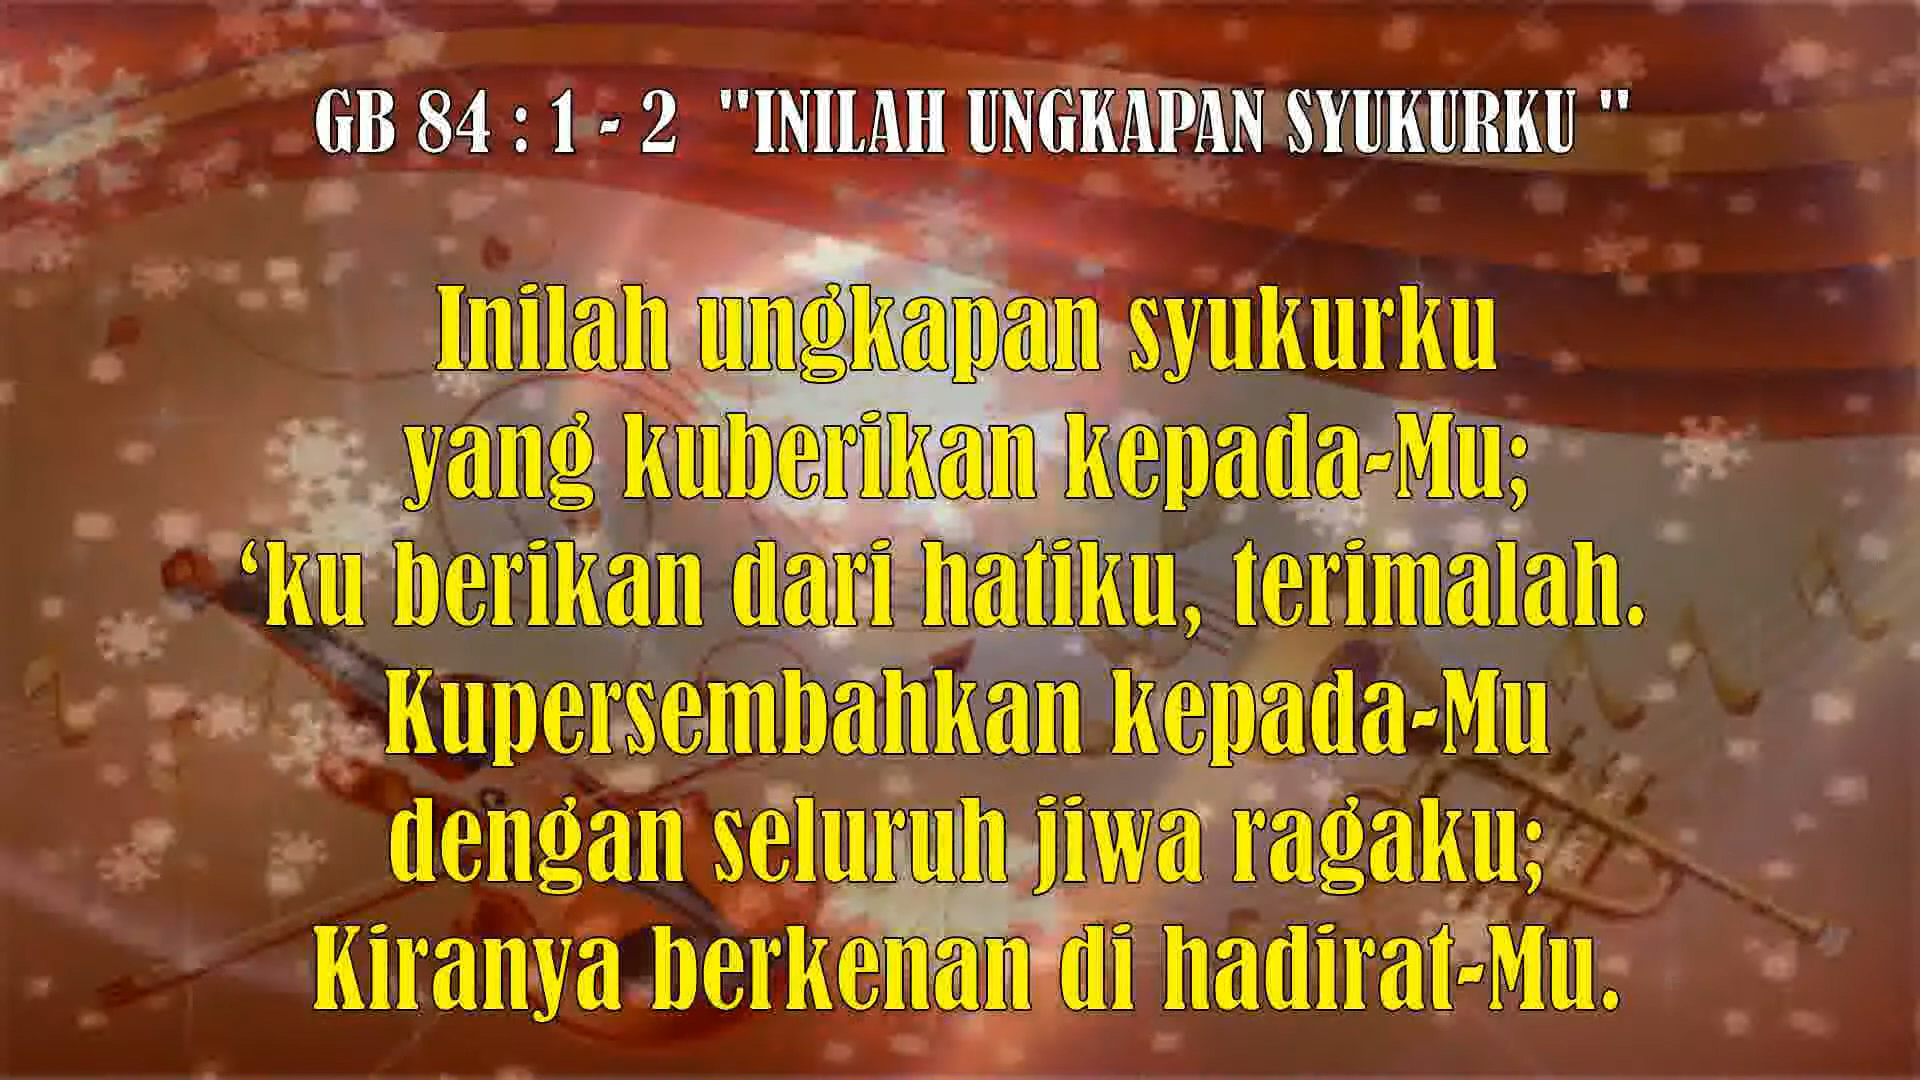 GB 84 : 1 - 2 "INILAH UNGKAPAN SYUKURKU "
Inilah ungkapan syukurku
yang kuberikan kepada-Mu;
‘ku berikan dari hatiku, terimalah.
Kupersembahkan kepada-Mu
dengan seluruh jiwa ragaku;
Kiranya berkenan di hadirat-Mu.